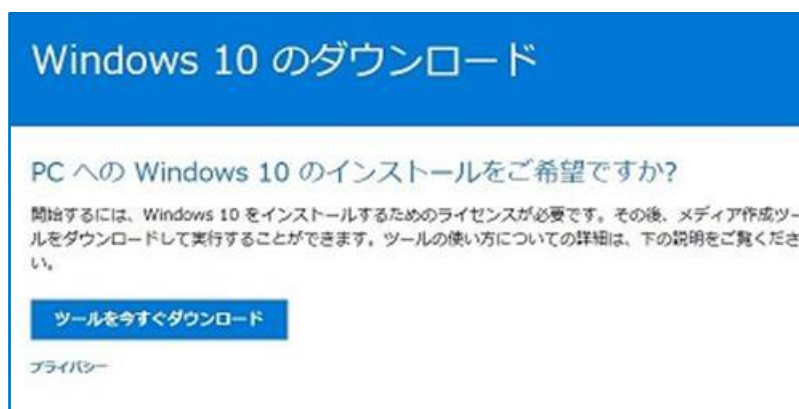 Windows 10 のダウンロード
PC への Windows 10 のインストールをご希望ですか?
開始するには、Windows 10 をインストールするためのライセンスが必要です。その後、メディア作成ツー
ルをダウンロードして実行することができます。ツールの使い方についての詳細は、下の説明をご覧くださ
い。
ツールを今すぐダウンロード
プライバシー